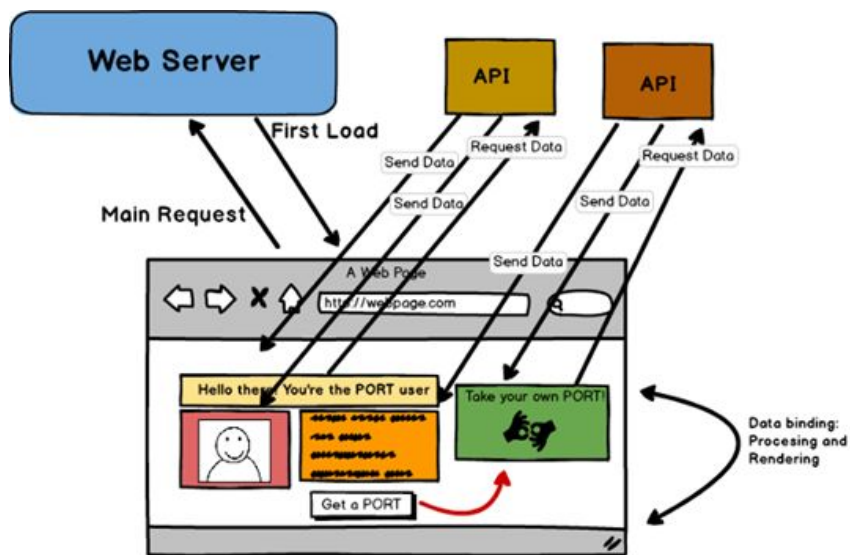 Web Server
API
API
First Load
Main Request
Send Data
Request Data
Send Data
Request Data
Send Data
Send Data
A Web Page
http://webpage.com
Hello there! You're the PORT user
Take your own PORT!
Get a PORT
Data binding:
Procesing and
Rendering